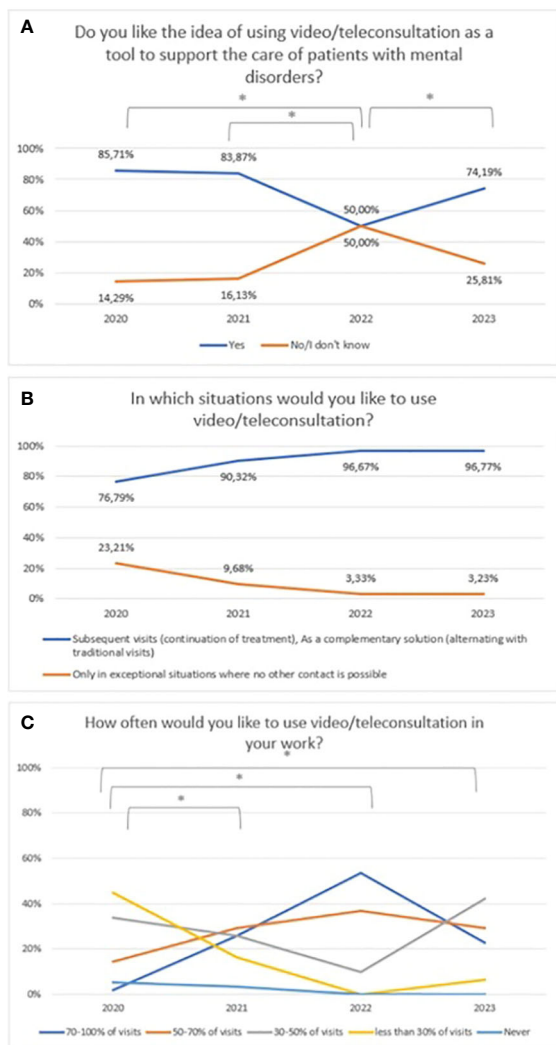 A
Do you like the idea of using video/teleconsultation as a
tool to support the care of patients with mental
disorders?
*
*
*
100%
80%
60%
40%
20%
0%
85,71%
83,87%
50,00%
74,19%
14,29%
16,13%
50,00%
25,81%
2020
2021
2022
2023
Yes
No/I don't know
B
In which situations would you like to use
video/teleconsultation?
100%
80%
60%
40%
20%
0%
76,79%
90,32%
96,67%
96,77%
23,21%
9,68%
3,33%
3,23%
2020
2021
2022
2023
Subsequent visits (continuation of treatment), As a complementary solution (alternating with
traditional visits)
Only in exceptional situations where no other contact is possible
C
How often would you like to use video/teleconsultation in
your work?
*
*
*
100%
80%
60%
40%
20%
0%
2020
2021
2022
2023
70-100% of visits
50-70% of visits
30-50% of visits
less than 30% of visits
Never